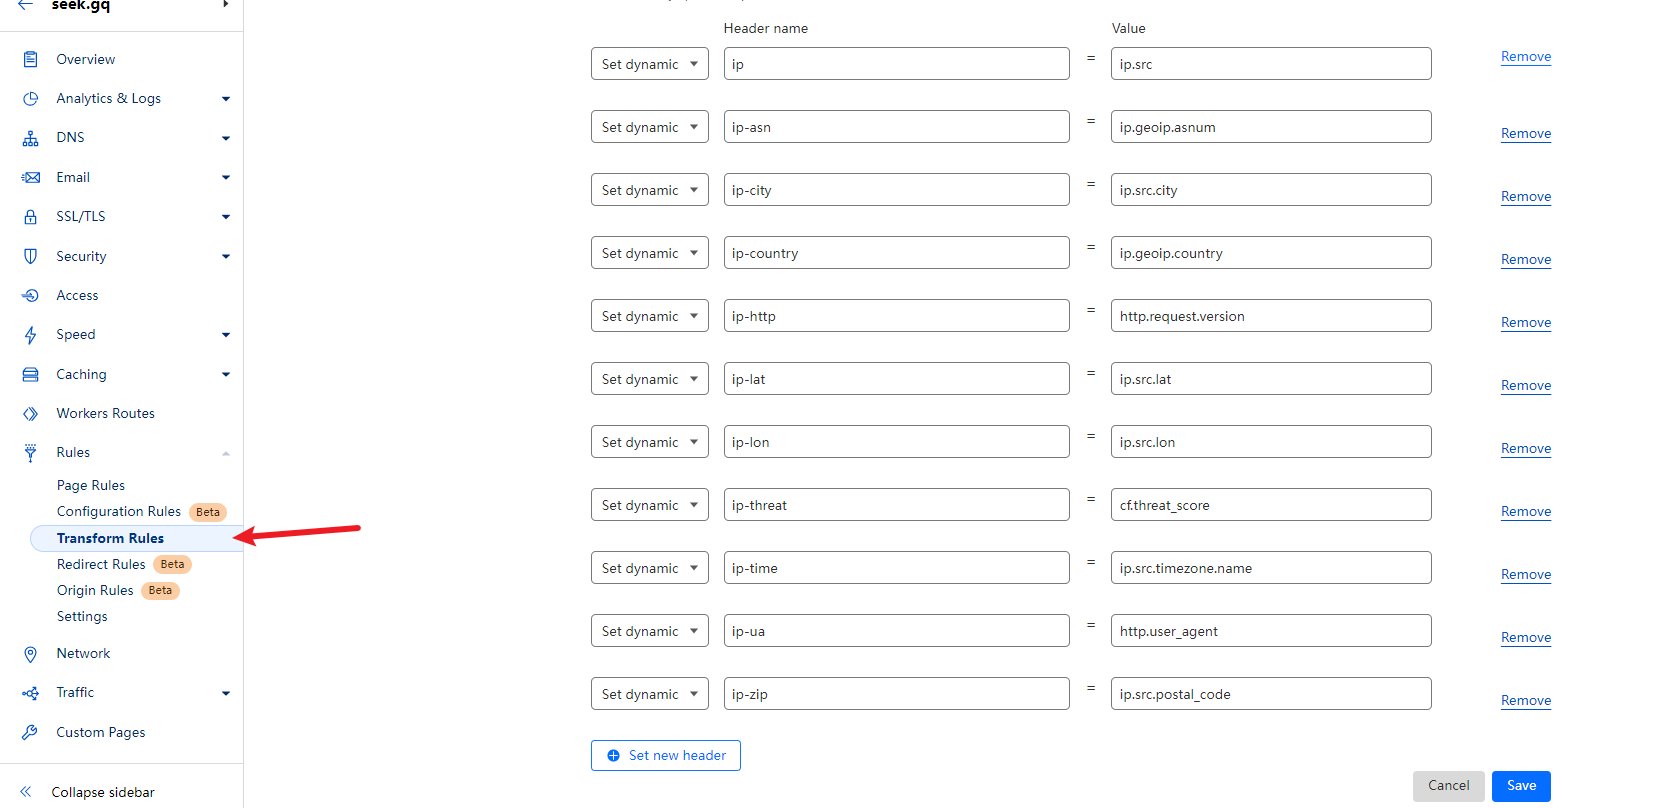 seek.gq
Overview
Analytics & Logs
DNS
Email
SSL/TLS
Security
Access
Speed
Caching
Workers Routes
Rules
Page Rules
Configuration Rules Beta
Transform Rules
Redirect Rules Beta
Origin Rules Beta
Settings
Network
Traffic
Custom Pages
Collapse sidebar
Header name Value
Set dynamic ip = ip.src Remove
Set dynamic ip-asn = ip.geoip.asnum Remove
Set dynamic ip-city = ip.src.city Remove
Set dynamic ip-country = ip.geoip.country Remove
Set dynamic ip-http = http.request.version Remove
Set dynamic ip-lat = ip.src.lat Remove
Set dynamic ip-lon = ip.src.lon Remove
Set dynamic ip-threat = cf.threat_score Remove
Set dynamic ip-time = ip.src.timezone.name Remove
Set dynamic ip-ua = http.user_agent Remove
Set dynamic ip-zip = ip.src.postal_code Remove
Set new header
Cancel Save